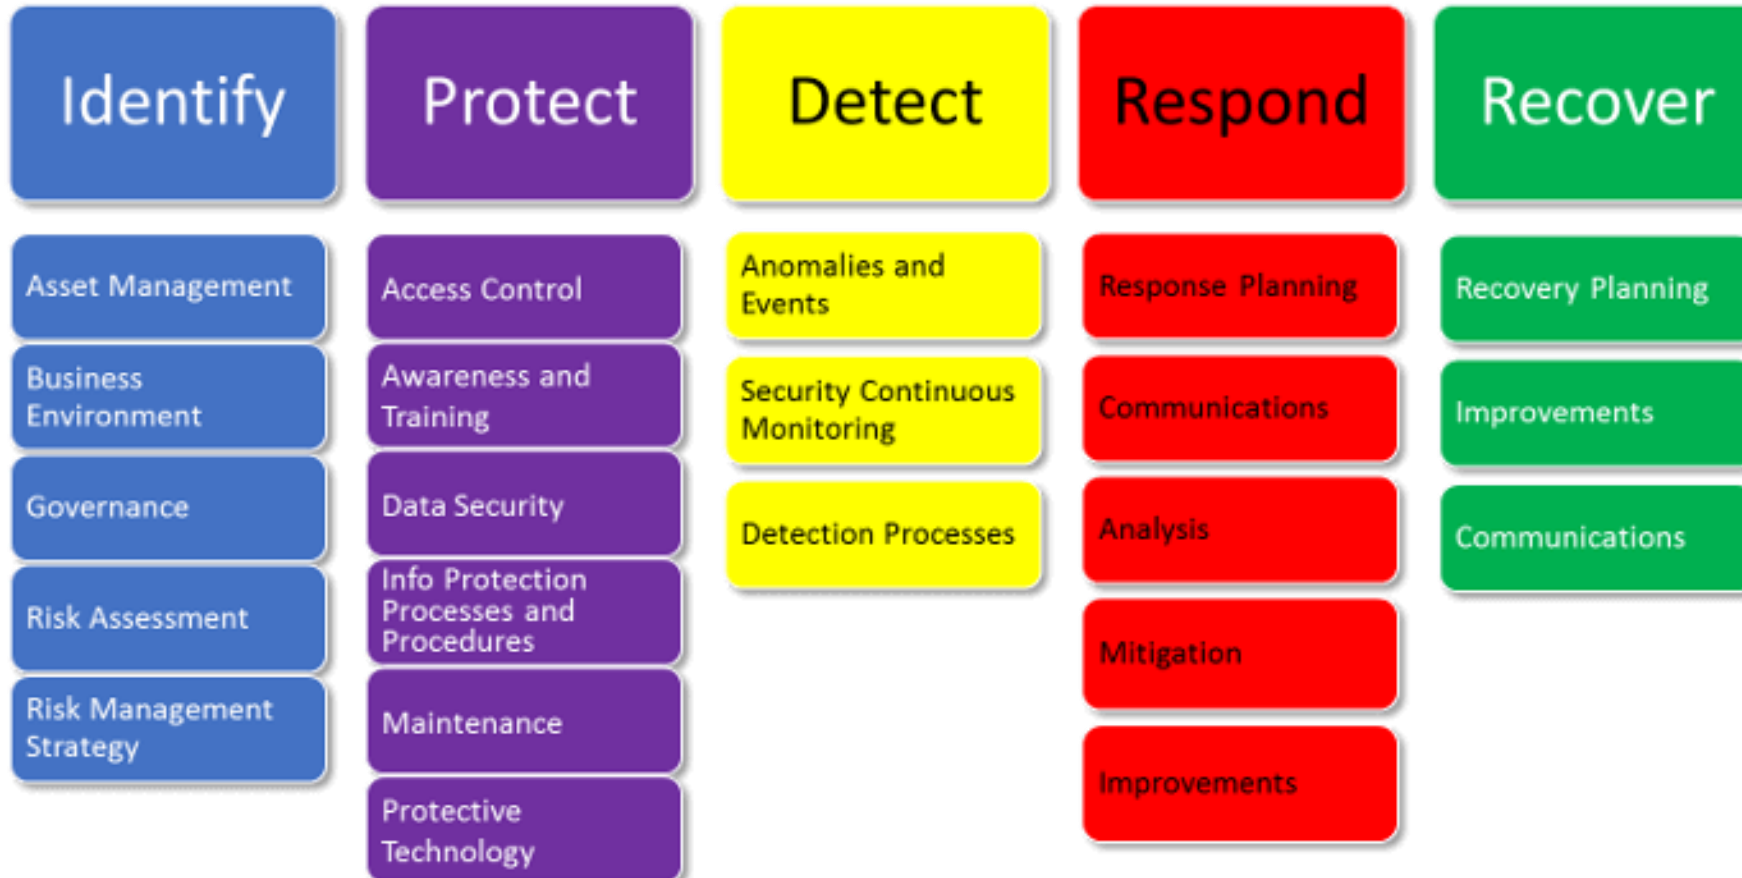 Identify
Protect
Detect
Respond
Recover
Asset Management
Business
Environment
Governance
Risk Assessment
Risk Management
Strategy
Access Control
Awareness and
Training
Data Security
Info Protection
Processes and
Procedures
Maintenance
Protective
Technology
Anomalies and
Events
Security Continuous
Monitoring
Detection Processes
Response Planning
Communications
Analysis
Mitigation
Improvements
Recovery Planning
Improvements
Communications